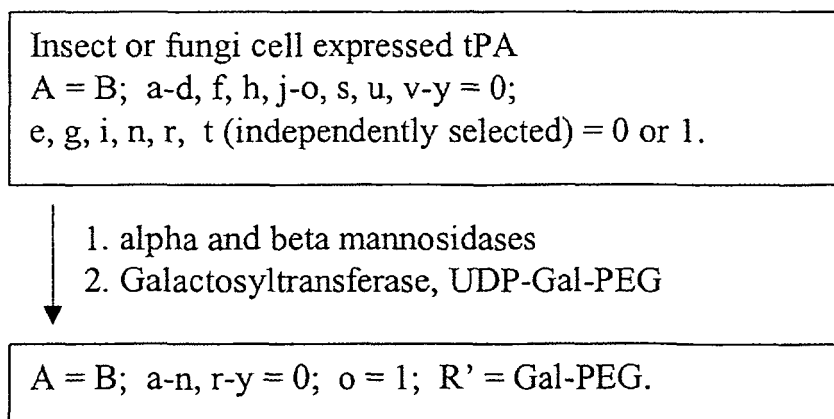 Insect or fungi cell expressed tPA
A = B; a-d, f, h, j-o, s, u, v-y = 0;
e, g, i, n, r, t (independently selected) = 0 or 1.
1. alpha and beta mannosidases
2. Galactosyltransferase, UDP-Gal-PEG
A = B; a-n, r-y = 0; o = 1; R' = Gal-PEG.